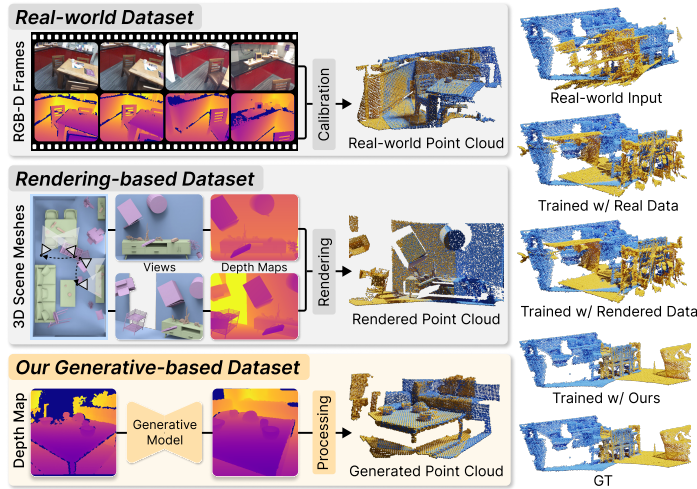 Real-world Dataset
RGB-D Frames
Calibration
Real-world Point Cloud
Rendering-based Dataset
3D Scene Meshes
Views
Depth Maps
Rendering
Rendered Point Cloud
Our Generative-based Dataset
Depth Map
Generative
Model
Processing
Generated Point Cloud
Real-world Input
Trained w/ Real Data
Trained w/ Rendered Data
Trained w/ Ours
GT